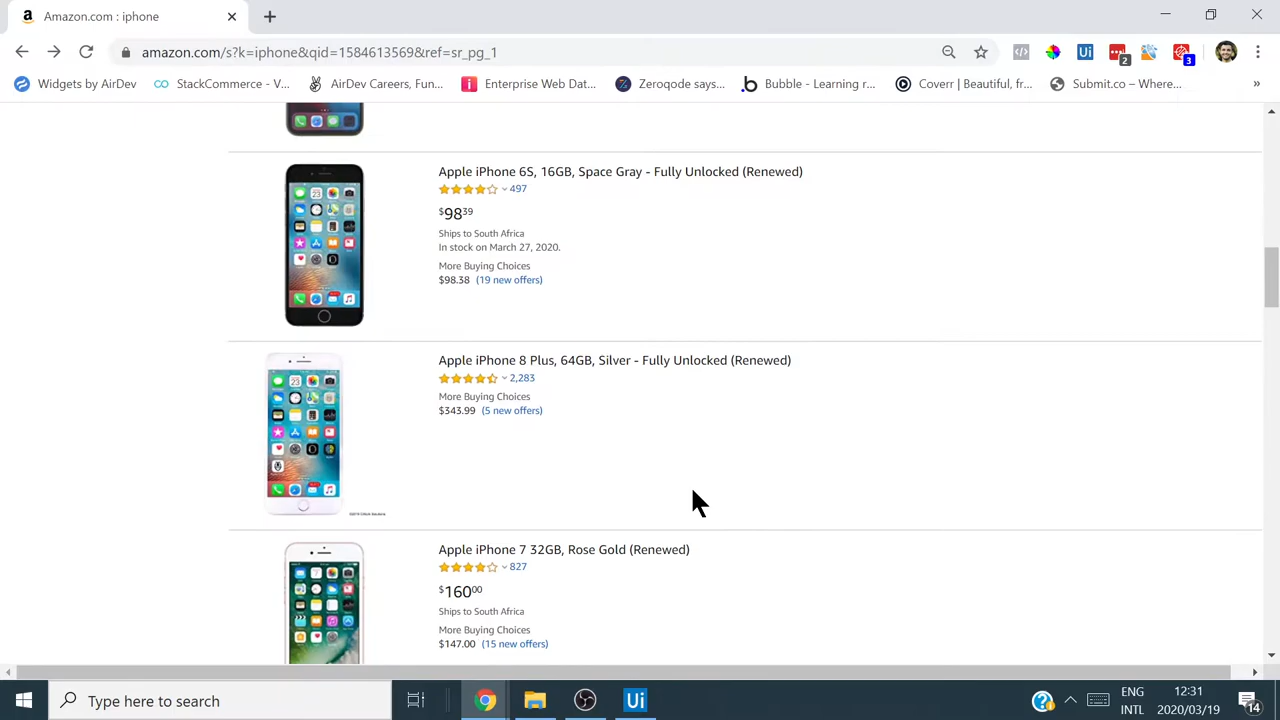 a Amazon.com : iphone
amazon.com/s?k=iphone&qid=1584613569&ref=sr_pg_1
Ui 2 3
Widgets by AirDev StackCommerce - V... AirDev Careers, Fun... Enterprise Web Dat... Zeroqode says... b Bubble - Learning r... Coverr | Beautiful, fr... Submit.co – Where... »
Apple iPhone 6S, 16GB, Space Gray - Fully Unlocked (Renewed)
497
$98 39
Ships to South Africa
In stock on March 27, 2020.
More Buying Choices
$98.38 (19 new offers)
Apple iPhone 8 Plus, 64GB, Silver - Fully Unlocked (Renewed)
2,283
More Buying Choices
$343.99 (5 new offers)
Apple iPhone 7 32GB, Rose Gold (Renewed)
827
$160 00
Ships to South Africa
More Buying Choices
$147.00 (15 new offers)
Type here to search
Ui
ENG
INTL
12:31
2020/03/19
14